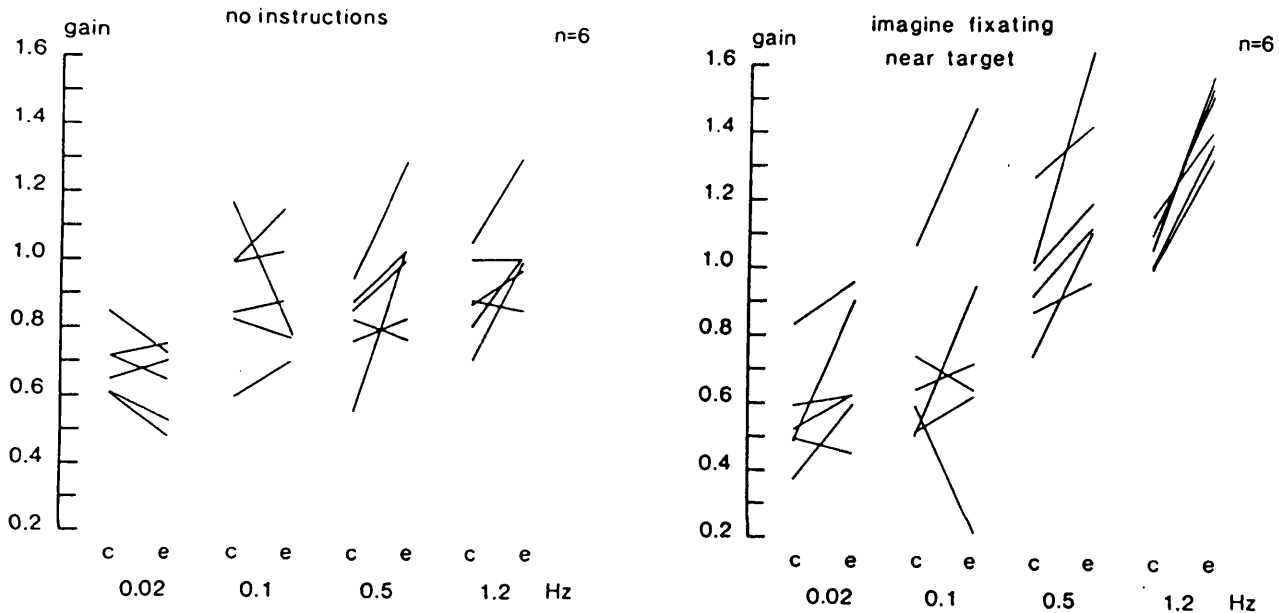 no instructions
gain
n=6
1.6
1.4
1.2
1.0
0.8
0.6
0.4
0.2
c e c e c e c e
0.02 0.1 0.5 1.2 Hz
imagine fixating
near target
gain
n=6
1.6
1.4
1.2
1.0
0.8
0.6
0.4
0.2
c e c e c e c e
0.02 0.1 0.5 1.2 Hz